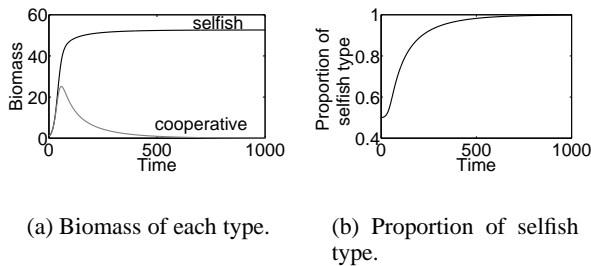 60
40
20
0
Biomass
selfish
cooperative
0
500
1000
Time
1
0.8
0.6
0.4
Proportion of
selfish type
0
500
1000
Time
(a) Biomass of each type.
(b) Proportion of selfish
type.